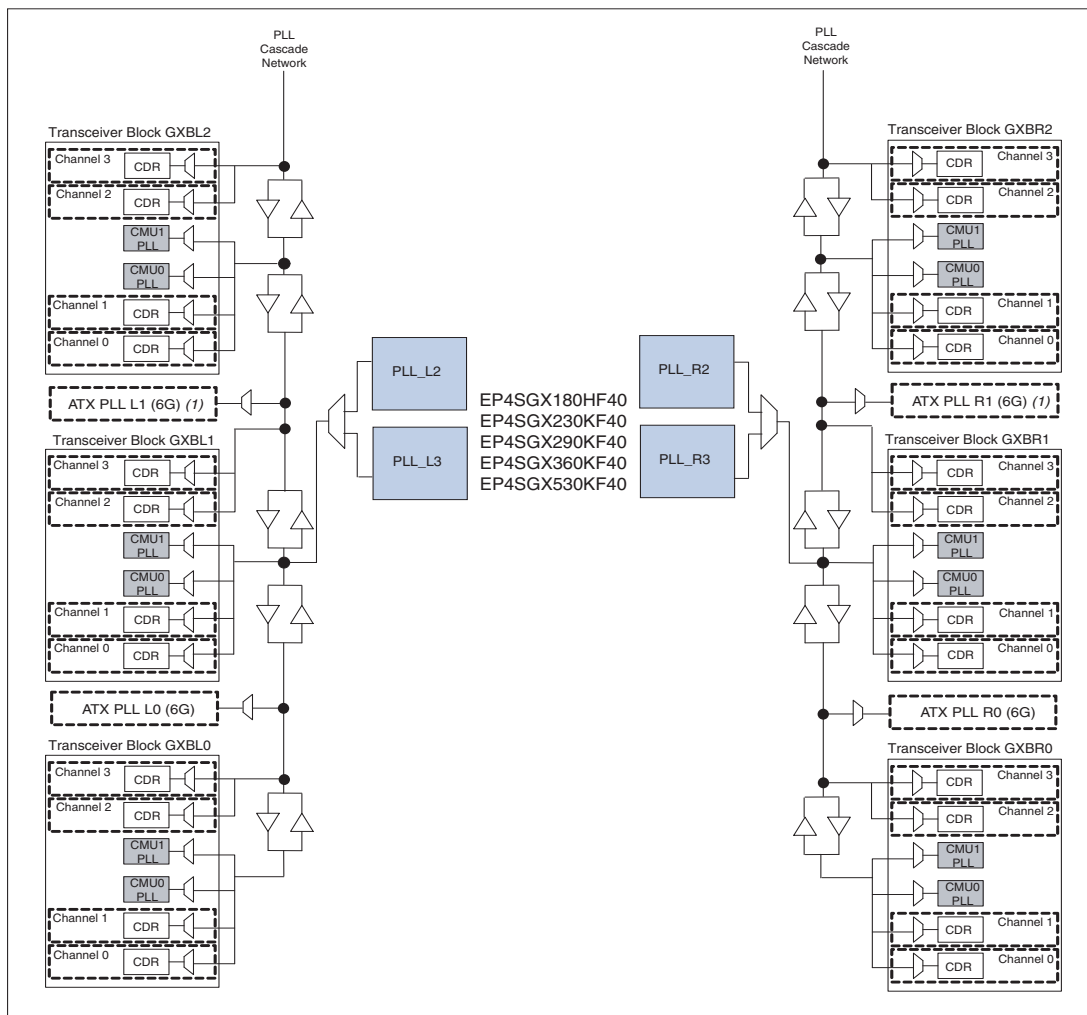 PLL
Cascade
Network
Transceiver Block GXBL2
Channel 3
CDR
Channel 2
CDR
CMU1
PLL
CMU0
PLL
Channel 1
CDR
Channel 0
CDR
ATX PLL L1 (6G) (1)
Transceiver Block GXBL1
Channel 3
CDR
Channel 2
CDR
CMU1
PLL
CMU0
PLL
Channel 1
CDR
Channel 0
CDR
ATX PLL L0 (6G)
Transceiver Block GXBL0
Channel 3
CDR
Channel 2
CDR
CMU1
PLL
CMU0
PLL
Channel 1
CDR
Channel 0
CDR
PLL_L2
PLL_L3
EP4SGX180HF40
EP4SGX230KF40
EP4SGX290KF40
EP4SGX360KF40
EP4SGX530KF40
PLL_R2
PLL_R3
PLL
Cascade
Network
Transceiver Block GXBR2
CDR
Channel 3
CDR
Channel 2
CMU1
PLL
CMU0
PLL
CDR
Channel 1
CDR
Channel 0
ATX PLL R1 (6G) (1)
Transceiver Block GXBR1
CDR
Channel 3
CDR
Channel 2
CMU1
PLL
CMU0
PLL
CDR
Channel 1
CDR
Channel 0
ATX PLL R0 (6G)
Transceiver Block GXBR0
CDR
Channel 3
CDR
Channel 2
CMU1
PLL
CMU0
PLL
CDR
Channel 1
CDR
Channel 0